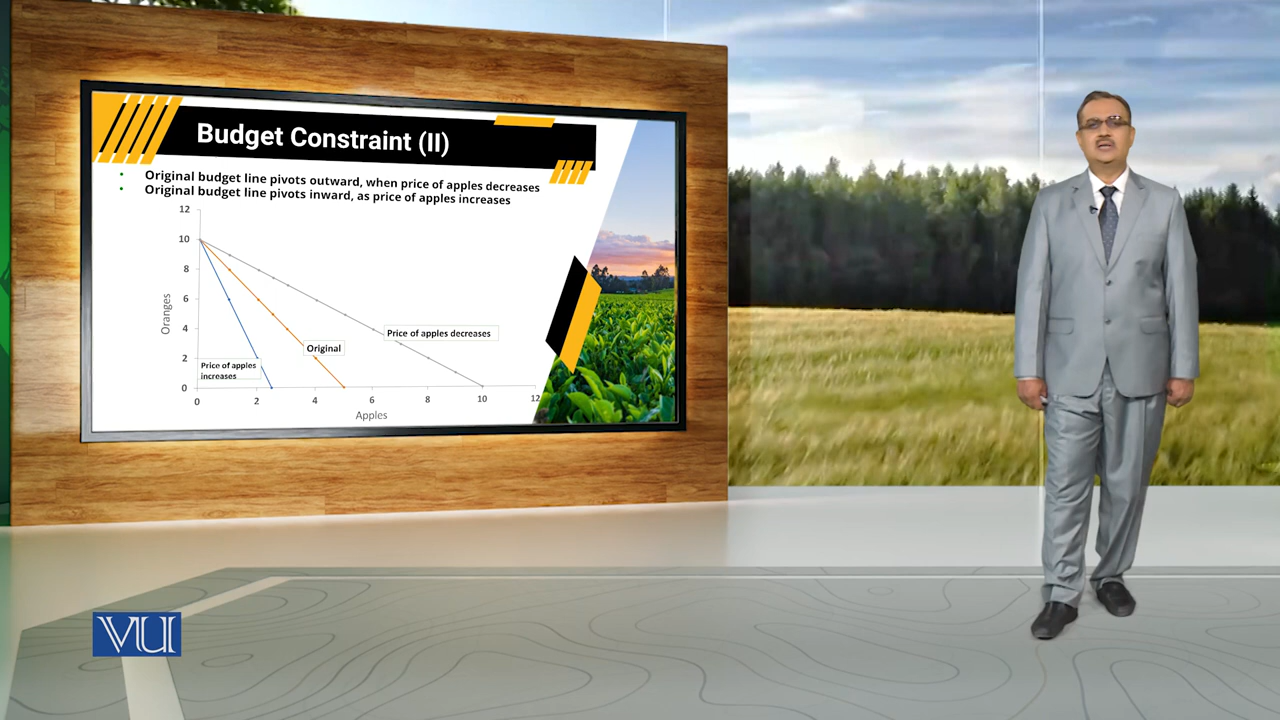 Budget Constraint (II)
• Original budget line pivots outward, when price of apples decreases
• Original budget line pivots inward, as price of apples increases
12
10
8
6
4
2
0
Oranges
Price of apples decreases
Original
Price of apples
increases
0 2 4 6 8 10 12
Apples
VU